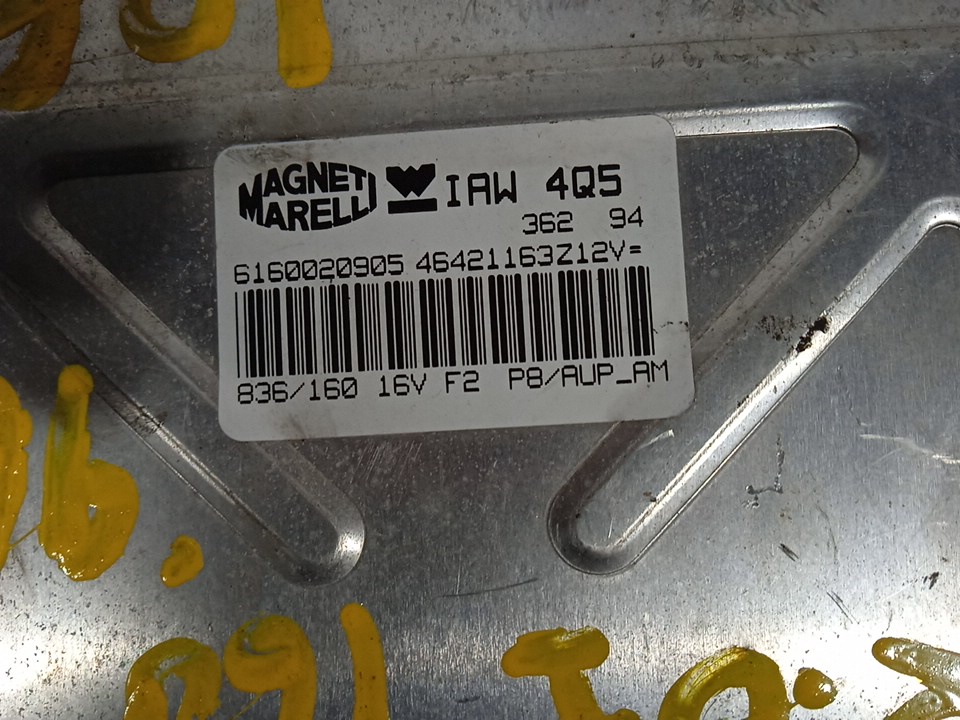 MAGNETI MARELLI IAW 4Q5
362 94
6160020905 46421163Z12V=
836/160 16V F2 P8/AUP_AM